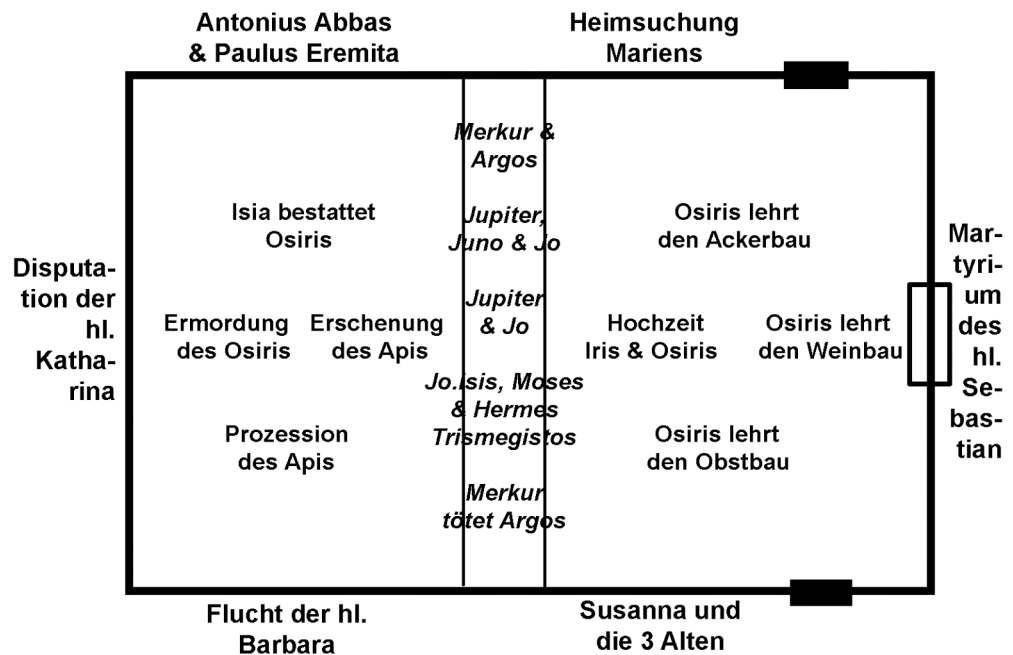 Antonius Abbas
& Paulus Eremita
Heimsuchung
Mariens
Merkur &
Argos
Isia bestattet
Osiris
Jupiter,
Juno & Jo
Osiris lehrt
den Ackerbau
Disputa-
tion der
hl.
Katha-
rina
Ermordung
des Osiris
Erschenung
des Apis
Jupiter
& Jo
Hochzeit
Iris & Osiris
Osiris lehrt
den Weinbau
Mar-
tyri-
um
des
hl.
Se-
bas-
tian
Prozession
des Apis
Jo.isis, Moses
& Hermes
Trismegistos
Osiris lehrt
den Obstbau
Merkur
tötet Argos
Flucht der hl.
Barbara
Susanna und
die 3 Alten